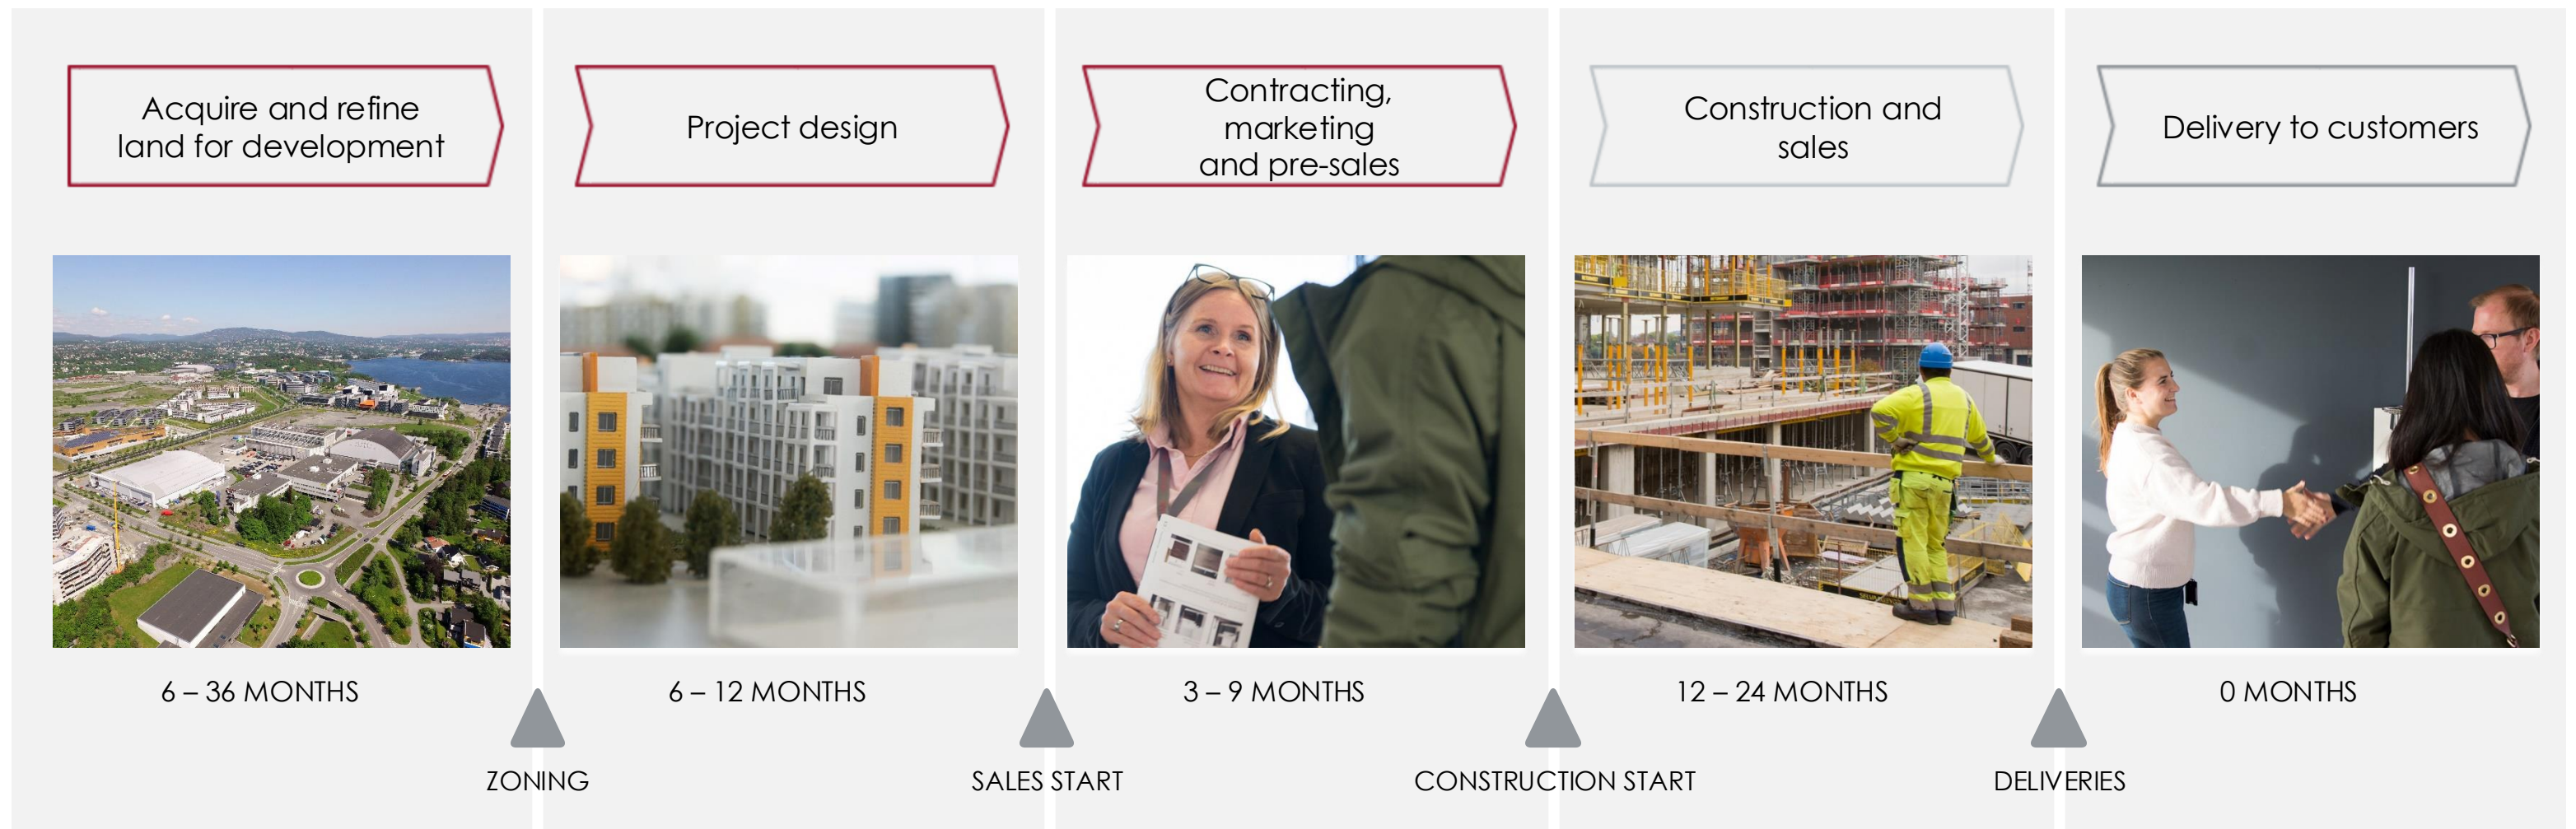 Acquire and refine
land for development
Project design
Contracting,
marketing
and pre-sales
Construction and
sales
Delivery to customers
6 – 36 MONTHS
6 – 12 MONTHS
3 – 9 MONTHS
12 – 24 MONTHS
0 MONTHS
ZONING
SALES START
CONSTRUCTION START
DELIVERIES